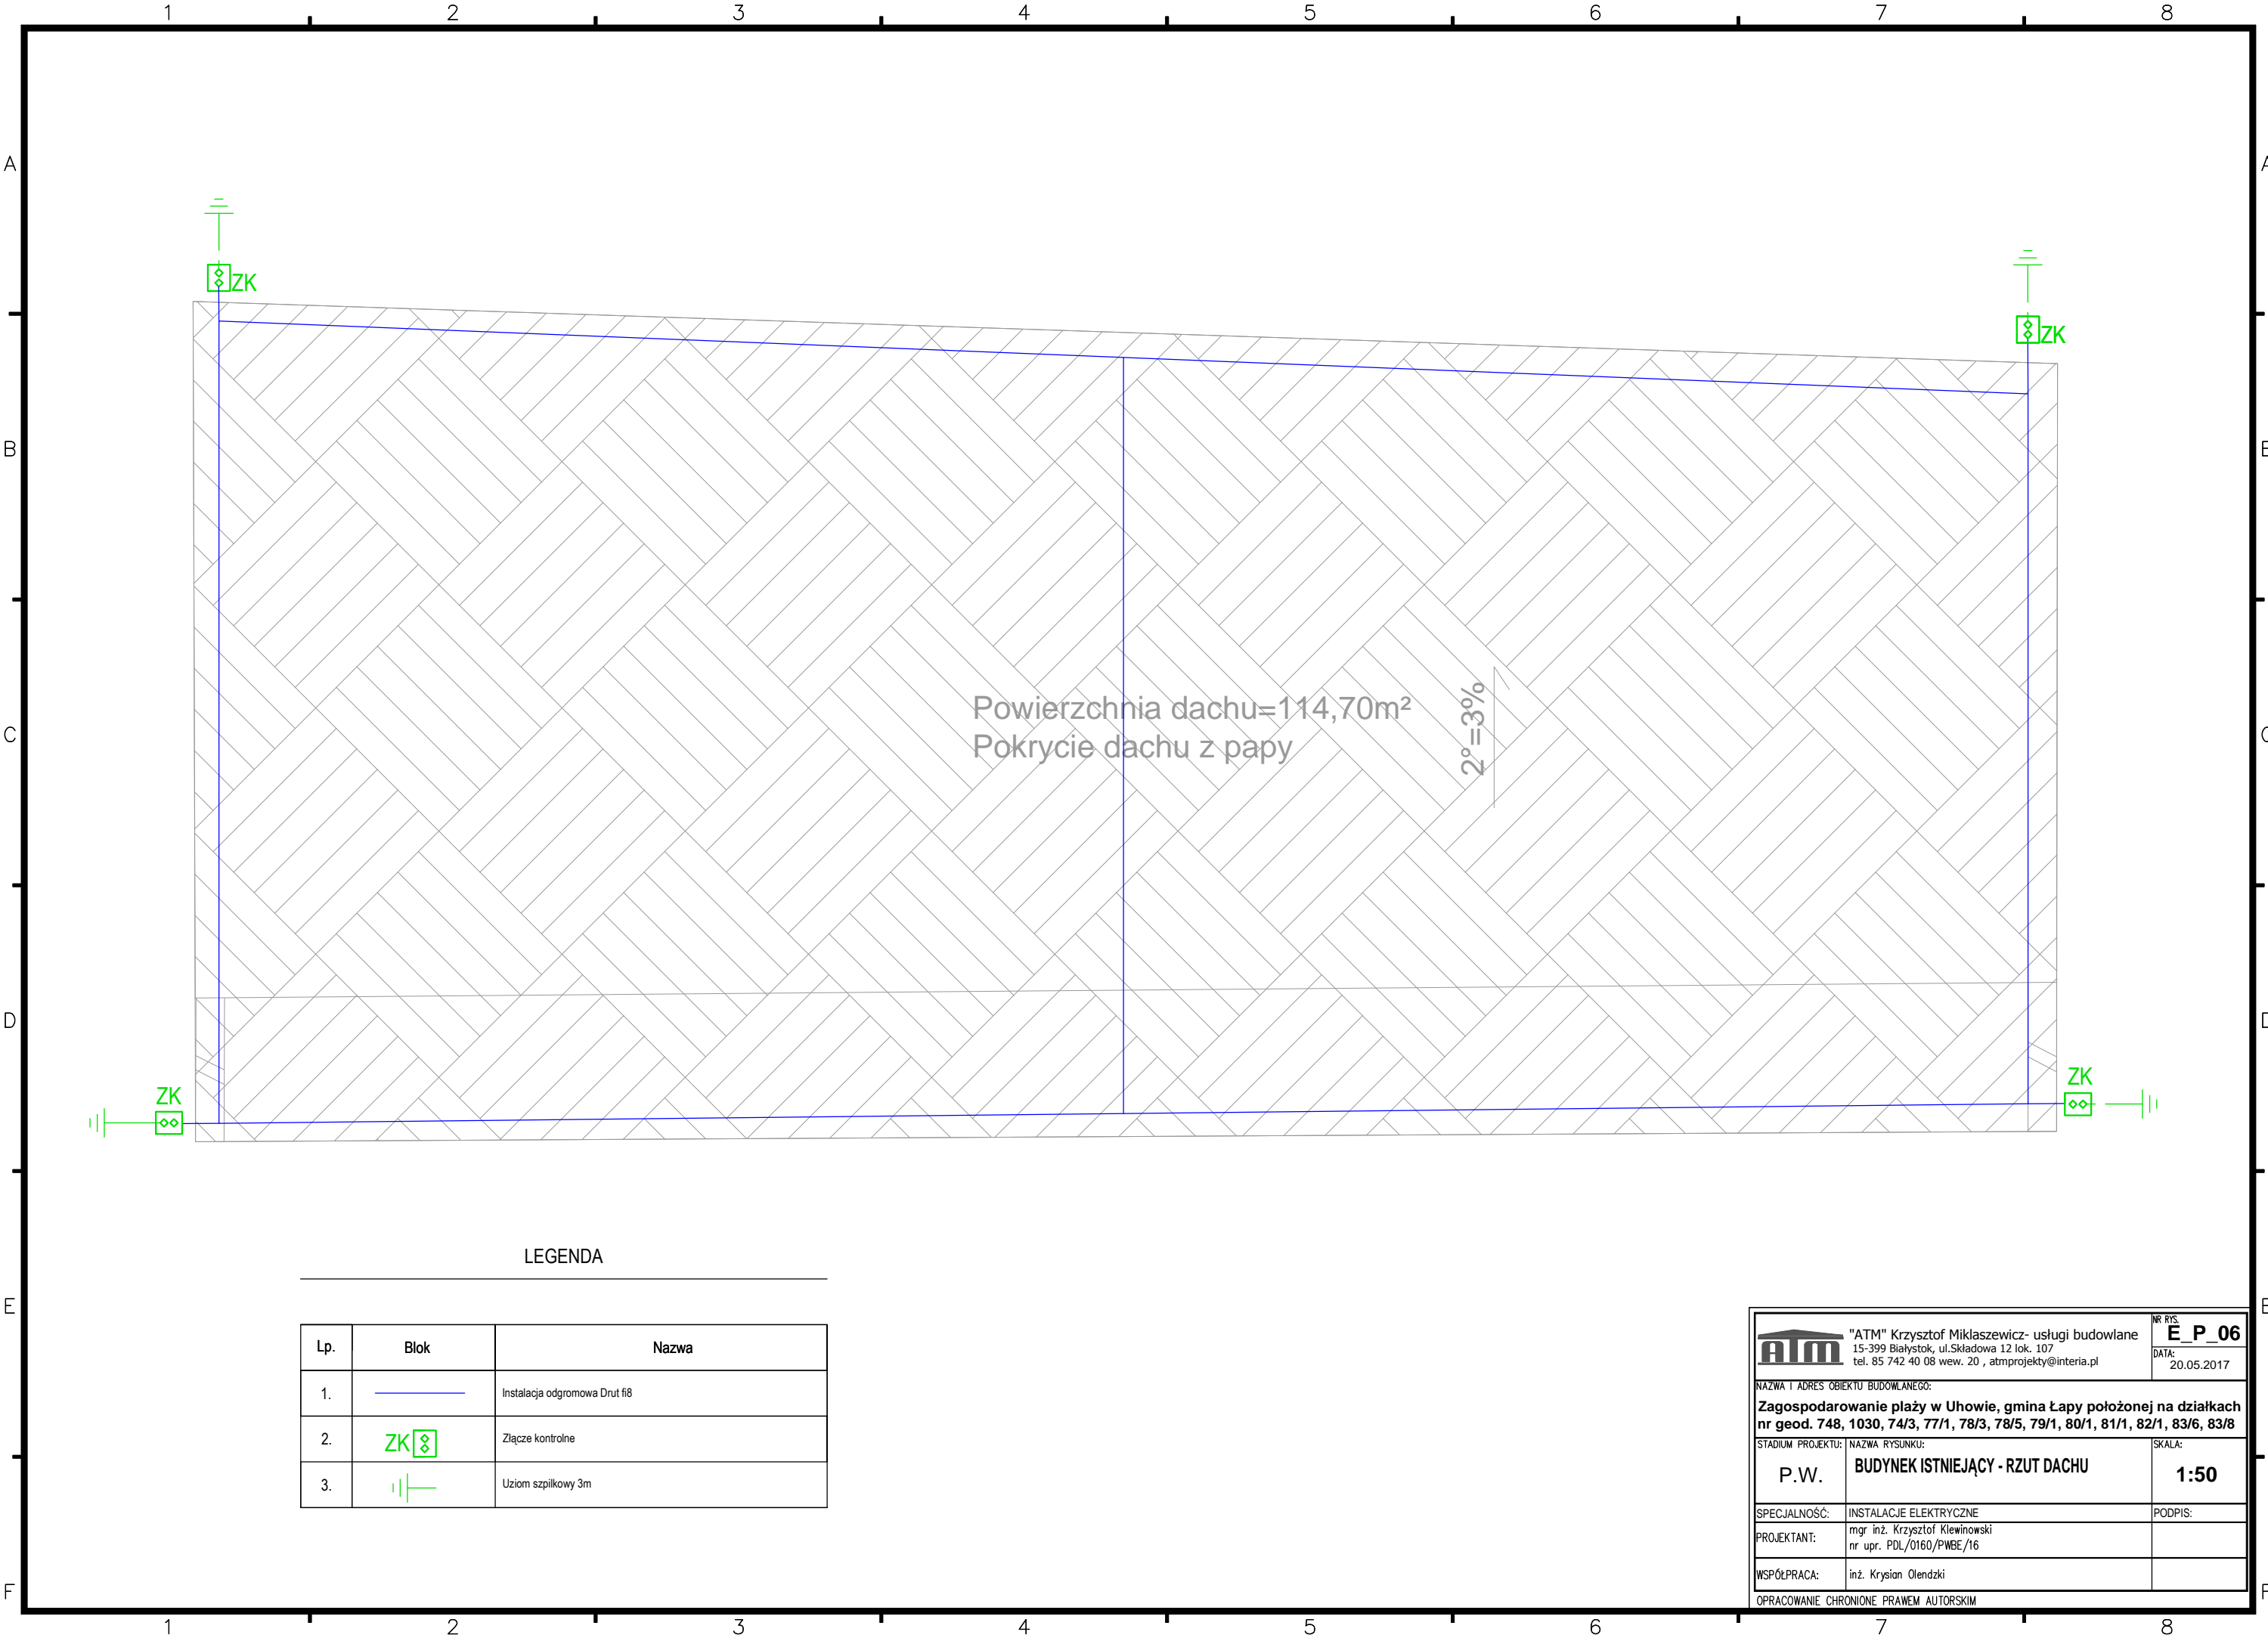 1 2 3 4 5 6 7 8
A A
ZK
ZK
B B
Powierzchnia dachu=114,70m²
Pokrycie dachu z papy
2°=3%
C C
D D
ZK
ZK
LEGENDA
E E
Lp. Blok Nazwa
1. Instalacja odgromowa Drut fi8
2. ZK Złącze kontrolne
3. Uziom szpilkowy 3m
ATM
"ATM" Krzysztof Miklaszewicz- usługi budowlane
15-399 Białystok, ul.Składowa 12 lok. 107
tel. 85 742 40 08 wew. 20 , atmprojekty@interia.pl
NR RYS.
E_P_06
DATA:
20.05.2017
NAZWA I ADRES OBIEKTU BUDOWLANEGO:
Zagospodarowanie plaży w Uhowie, gmina Łapy położonej na działkach
nr geod. 748, 1030, 74/3, 77/1, 78/3, 78/5, 79/1, 80/1, 81/1, 82/1, 83/6, 83/8
STADIUM PROJEKTU: NAZWA RYSUNKU: SKALA:
P.W. BUDYNEK ISTNIEJĄCY - RZUT DACHU 1:50
SPECJALNOŚĆ: INSTALACJE ELEKTRYCZNE PODPIS:
PROJEKTANT: mgr inż. Krzysztof Klewinowski
nr upr. PDL/0160/PWBE/16
WSPÓŁPRACA: inż. Krysian Olendzki
OPRACOWANIE CHRONIONE PRAWEM AUTORSKIM
F F
1 2 3 4 5 6 7 8